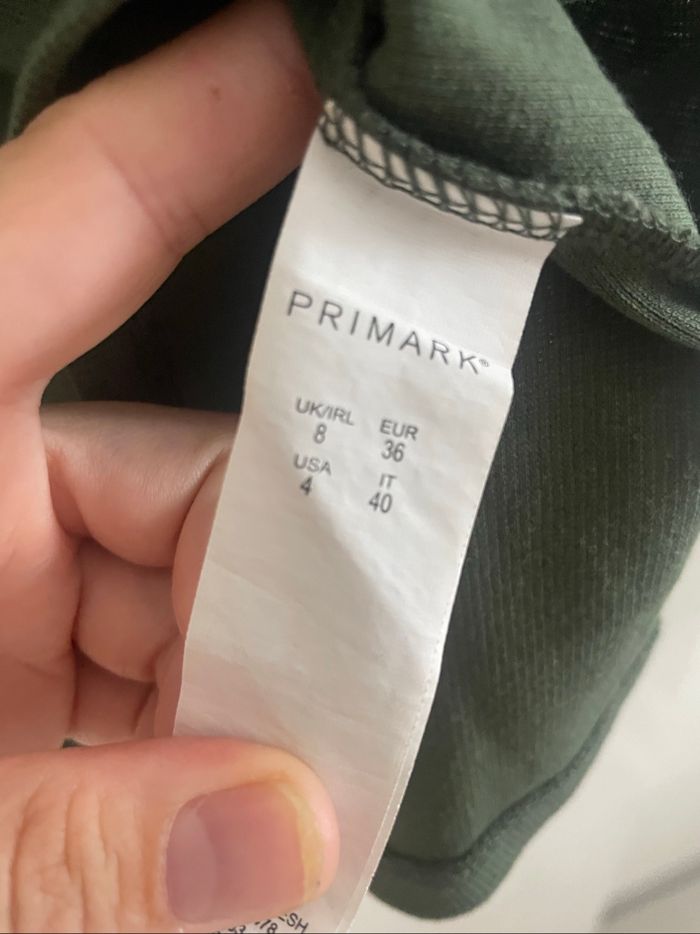 PRIMARK®
UK/IRL EUR
8 36
USA IT
4 40